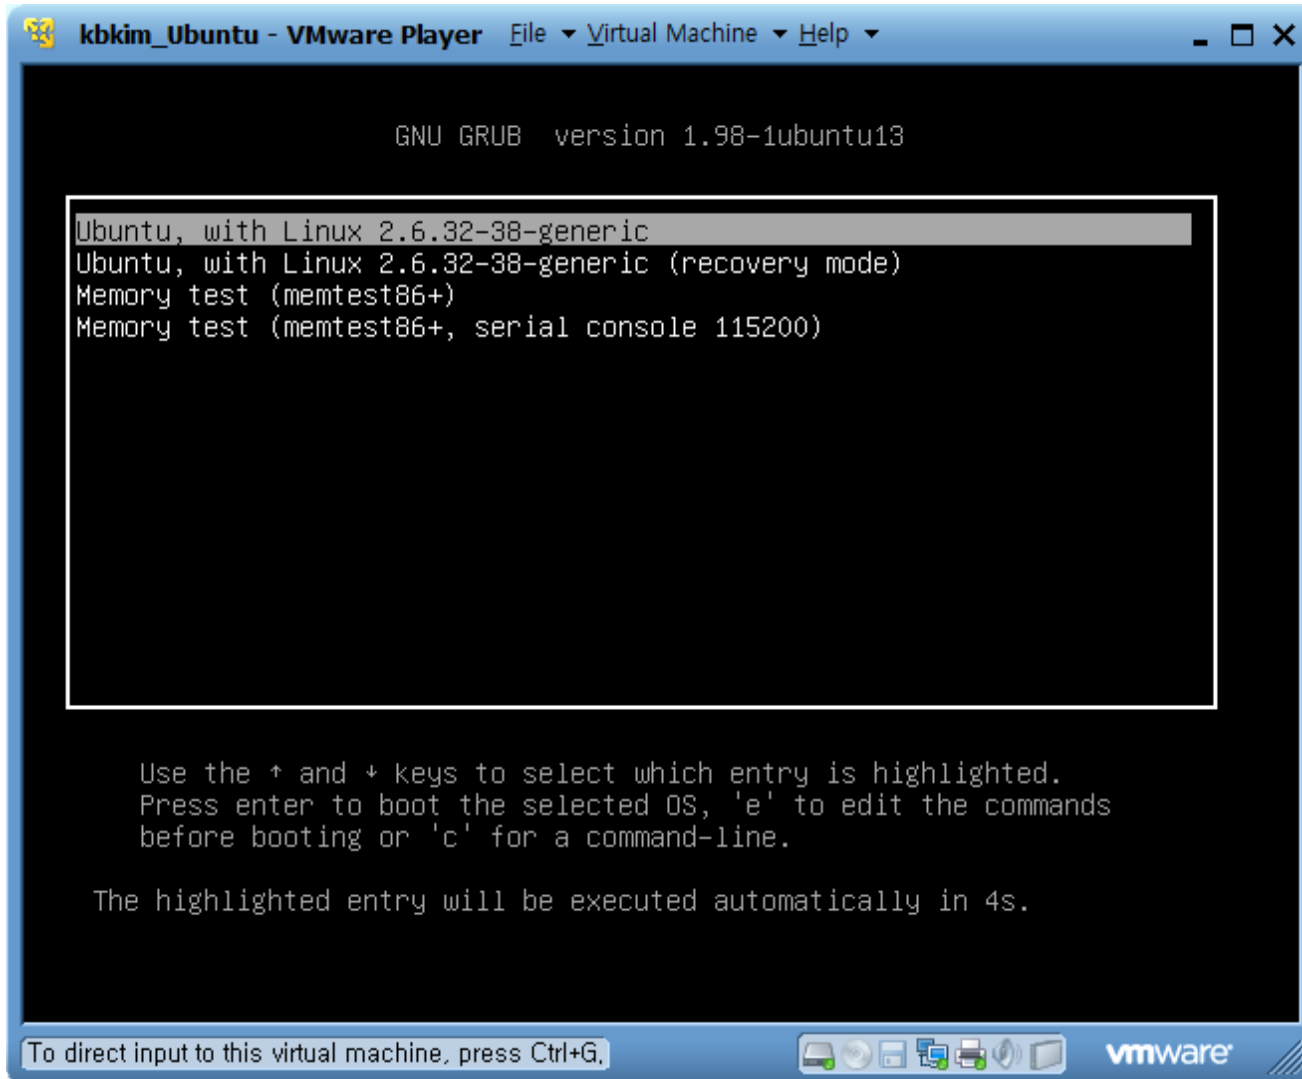 kbkim_Ubuntu - VMware Player File Virtual Machine Help
GNU GRUB version 1.98-1ubuntu13
Ubuntu, with Linux 2.6.32-38-generic
Ubuntu, with Linux 2.6.32-38-generic (recovery mode)
Memory test (memtest86+)
Memory test (memtest86+, serial console 115200)
Use the ↑ and ↓ keys to select which entry is highlighted.
Press enter to boot the selected OS, 'e' to edit the commands
before booting or 'c' for a command-line.
The highlighted entry will be executed automatically in 4s.
To direct input to this virtual machine, press Ctrl+G. vmware